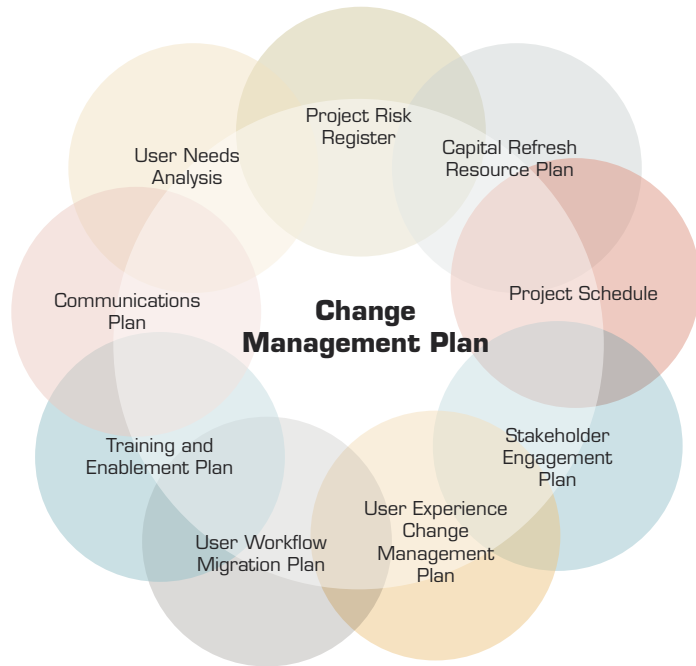 Project Risk
Register
Capital Refresh
Resource Plan
Project Schedule
Stakeholder
Engagement
Plan
User Experience
Change
Management
Plan
User Workflow
Migration Plan
Training and
Enablement Plan
Communications
Plan
User Needs
Analysis
Change
Management Plan